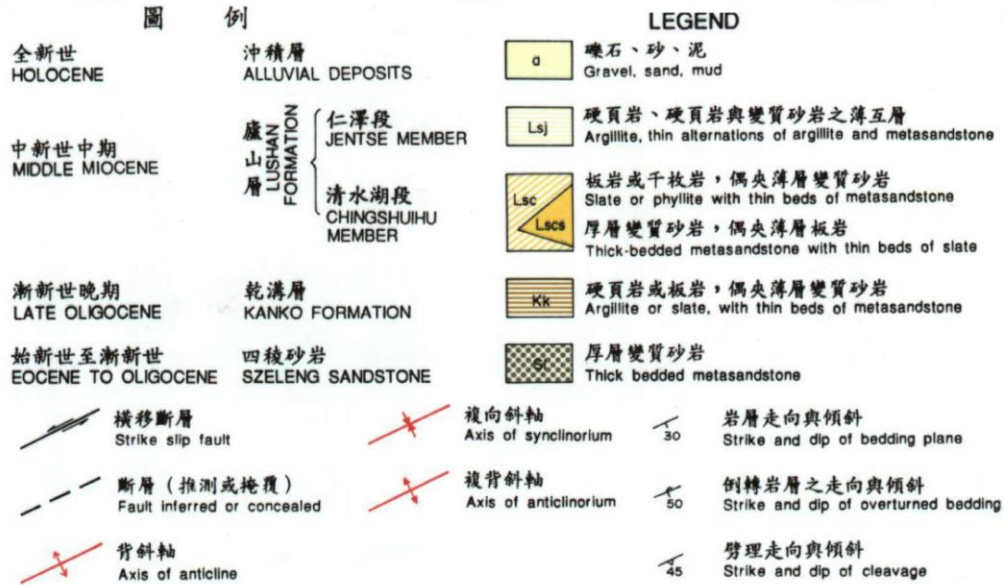 圖 例
LEGEND
全新世
HOLOCENE
沖積層
ALLUVIAL DEPOSITS
a
礫石、砂、泥
Gravel, sand, mud
中新世中期
MIDDLE MIOCENE
廬山層
LUSHAN FORMATION
仁澤段
JENTSE MEMBER
Lsj
硬頁岩、硬頁岩與變質砂岩之薄互層
Argillite, thin alternations of argillite and metasandstone
清水湖段
CHINGSHUIHU
MEMBER
Lsc
Lscs
板岩或千枚岩，偶夾薄層變質砂岩
Slate or phyllite with thin beds of metasandstone
厚層變質砂岩，偶夾薄層板岩
Thick-bedded metasandstone with thin beds of slate
漸新世晚期
LATE OLIGOCENE
乾溝層
KANKO FORMATION
Kk
硬頁岩或板岩，偶夾薄層變質砂岩
Argillite or slate, with thin beds of metasandstone
始新世至漸新世
EOCENE TO OLIGOCENE
四稜砂岩
SZELENG SANDSTONE
厚層變質砂岩
Thick bedded metasandstone
橫移斷層
Strike slip fault
複向斜軸
Axis of synclinorium
30
岩層走向與傾斜
Strike and dip of bedding plane
斷層（推測或掩覆）
Fault inferred or concealed
複背斜軸
Axis of anticlinorium
50
倒轉岩層之走向與傾斜
Strike and dip of overturned bedding
背斜軸
Axis of anticline
45
劈理走向與傾斜
Strike and dip of cleavage